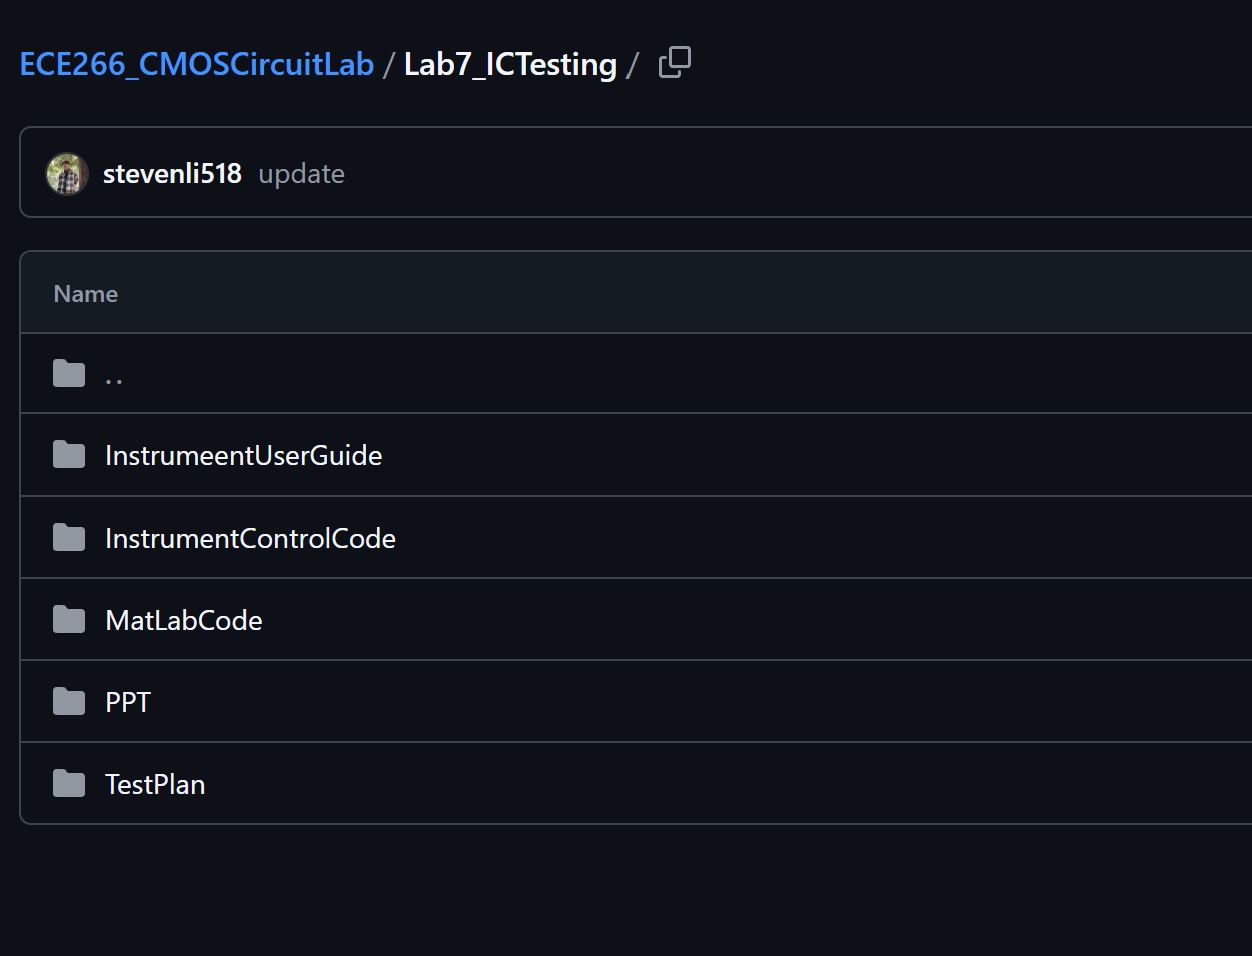 ECE266_CMOSCircuitLab / Lab7_ICTesting /
stevenli518 update
Name
..
InstrumeentUserGuide
InstrumentControlCode
MatLabCode
PPT
TestPlan